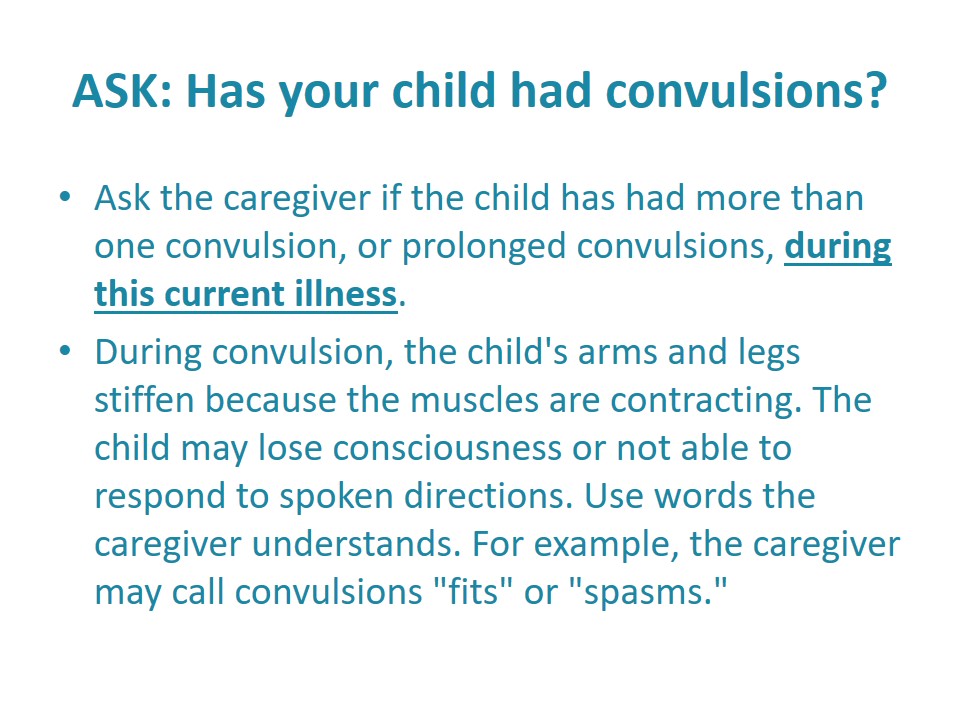 ASK: Has your child had convulsions?
• Ask the caregiver if the child has had more than
one convulsion, or prolonged convulsions, during
this current illness.
• During convulsion, the child's arms and legs
stiffen because the muscles are contracting. The
child may lose consciousness or not able to
respond to spoken directions. Use words the
caregiver understands. For example, the caregiver
may call convulsions "fits" or "spasms."